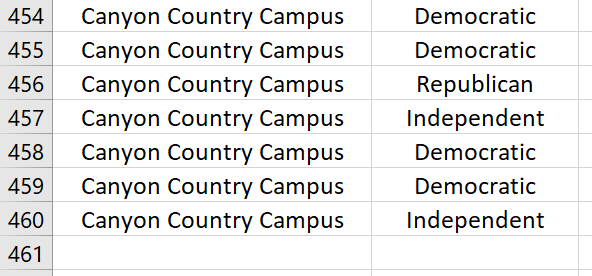 454 Canyon Country Campus Democratic
455 Canyon Country Campus Democratic
456 Canyon Country Campus Republican
457 Canyon Country Campus Independent
458 Canyon Country Campus Democratic
459 Canyon Country Campus Democratic
460 Canyon Country Campus Independent
461